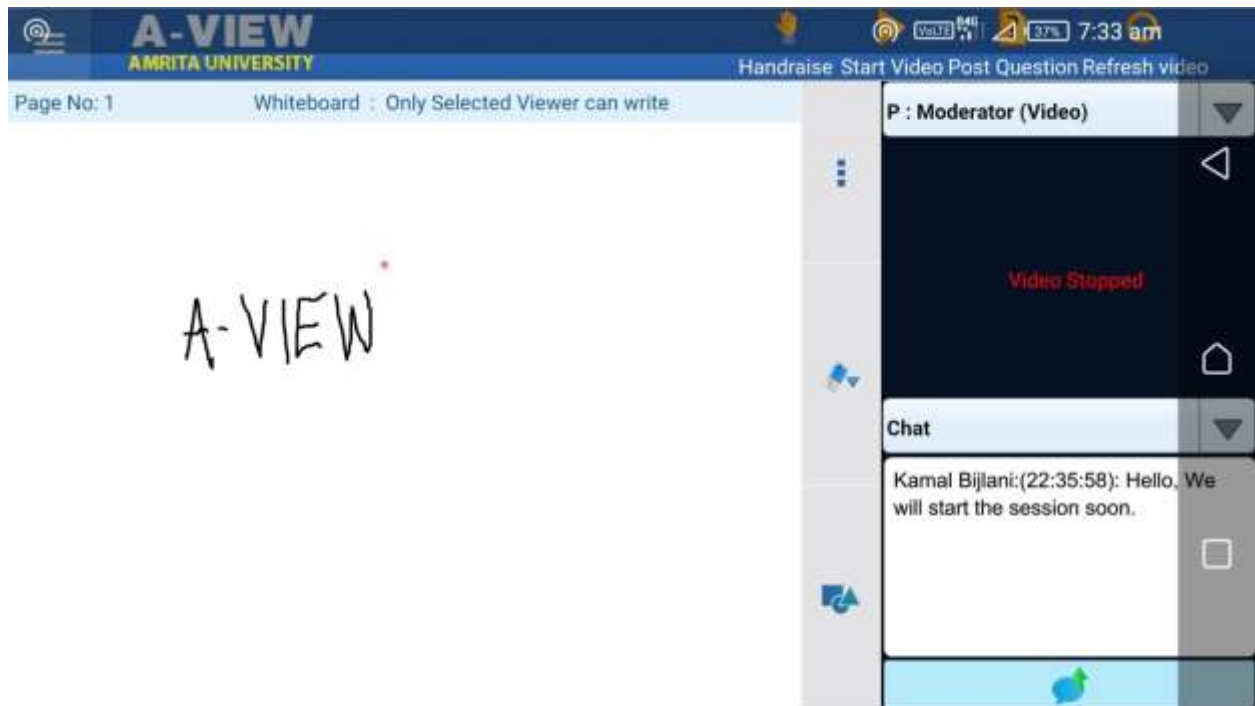 A-VIEW
AMRITA UNIVERSITY
VoLTE 37% 7:33 am
Handraise Start Video Post Question Refresh video
Page No: 1 Whiteboard : Only Selected Viewer can write
A-VIEW
P : Moderator (Video)
Video Stopped
Chat
Kamal Bijlani:(22:35:58): Hello, We
will start the session soon.